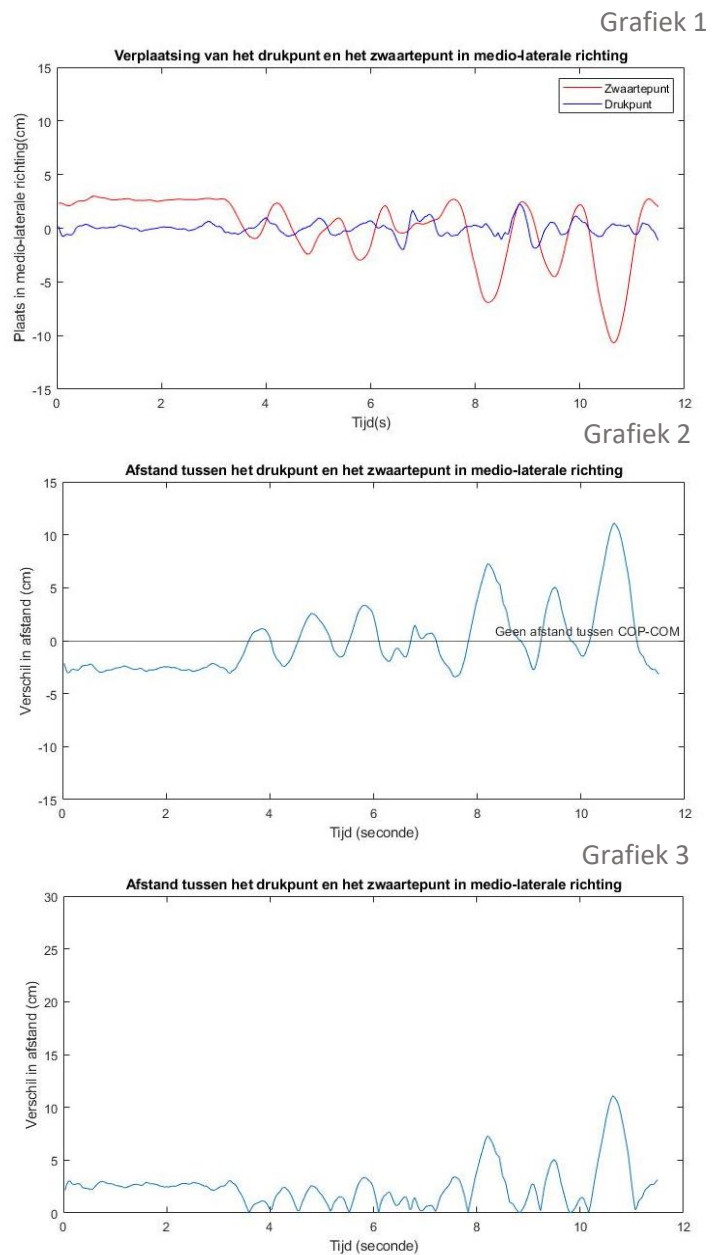 Grafiek 1
Verplaatsing van het drukpunt en het zwaartepunt in medio-laterale richting
Zwaartepunt
Drukpunt
Plaats in medio-laterale richting(cm)
15
10
5
0
-5
-10
-15
0 2 4 6 8 10 12
Tijd(s)
Grafiek 2
Afstand tussen het drukpunt en het zwaartepunt in medio-laterale richting
Verschil in afstand (cm)
15
10
5
0
-5
-10
-15
Geen afstand tussen COP-COM
0 2 4 6 8 10 12
Tijd (seconde)
Grafiek 3
Afstand tussen het drukpunt en het zwaartepunt in medio-laterale richting
Verschil in afstand (cm)
30
25
20
15
10
5
0
0 2 4 6 8 10 12
Tijd (seconde)